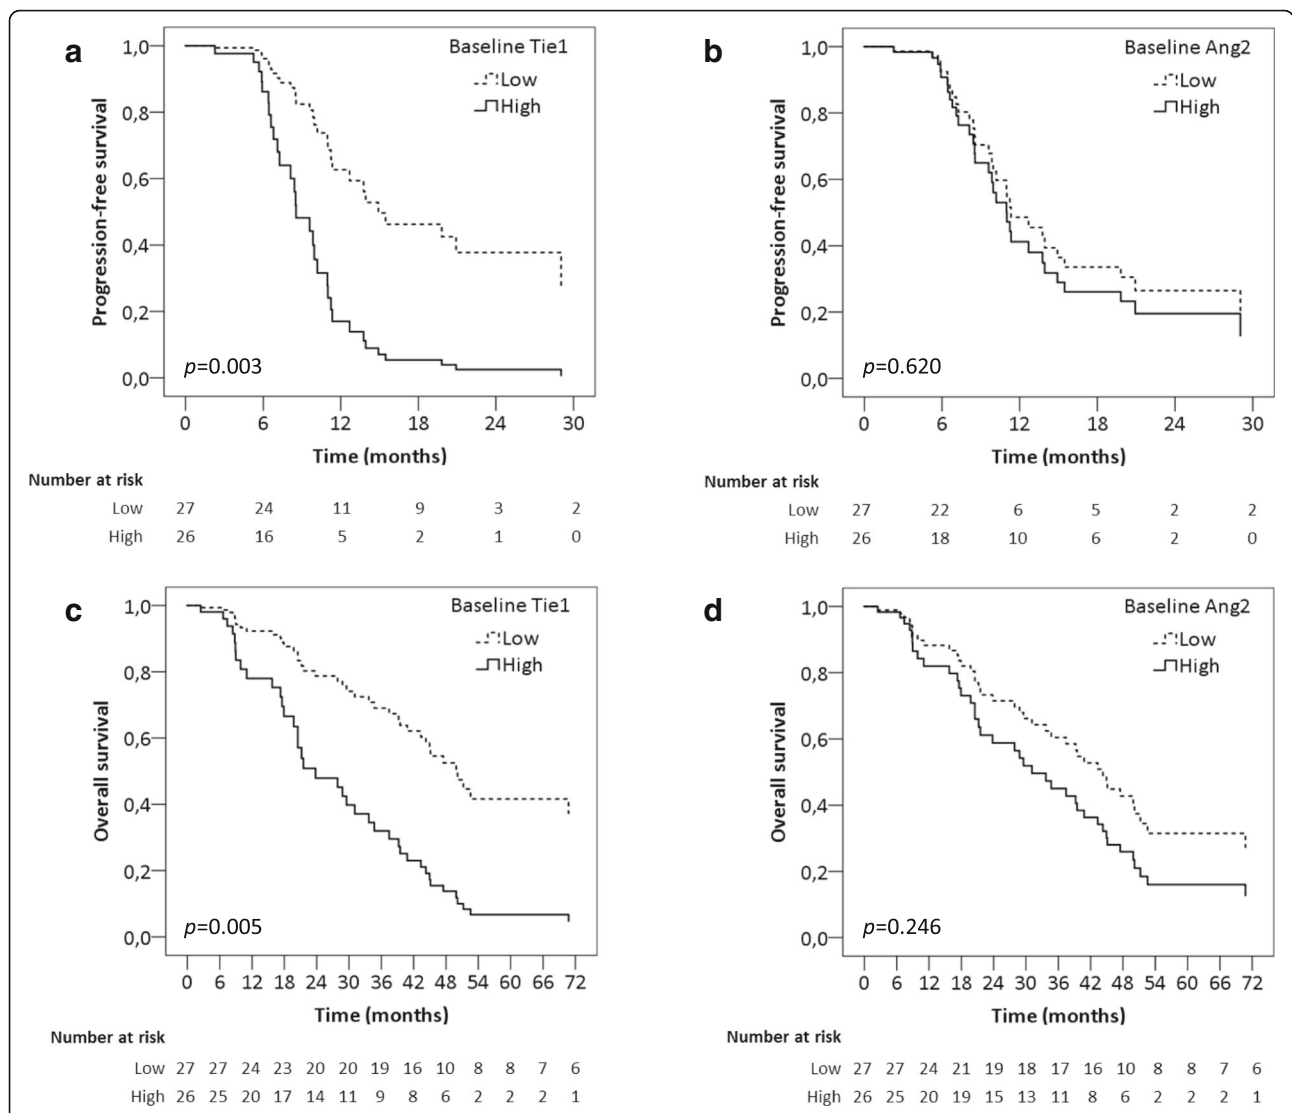 a
Baseline Tie1
Low
High
1,0
0,8
0,6
0,4
0,2
0,0
Progression-free survival
p=0.003
0 6 12 18 24 30
Time (months)
Number at risk
Low 27 24 11 9 3 2
High 26 16 5 2 1 0
b
Baseline Ang2
Low
High
1,0
0,8
0,6
0,4
0,2
0,0
Progression-free survival
p=0.620
0 6 12 18 24 30
Time (months)
Number at risk
Low 27 22 6 5 2 2
High 26 18 10 6 2 0
c
Baseline Tie1
Low
High
1,0
0,8
0,6
0,4
0,2
0,0
Overall survival
p=0.005
0 6 12 18 24 30 36 42 48 54 60 66 72
Time (months)
Number at risk
Low 27 27 24 23 20 20 19 16 10 8 8 7 6
High 26 25 20 17 14 11 9 8 6 2 2 2 1
d
Baseline Ang2
Low
High
1,0
0,8
0,6
0,4
0,2
0,0
Overall survival
p=0.246
0 6 12 18 24 30 36 42 48 54 60 66 72
Time (months)
Number at risk
Low 27 27 24 21 19 18 17 16 10 8 8 7 6
High 26 25 20 19 15 13 11 8 6 2 2 2 1